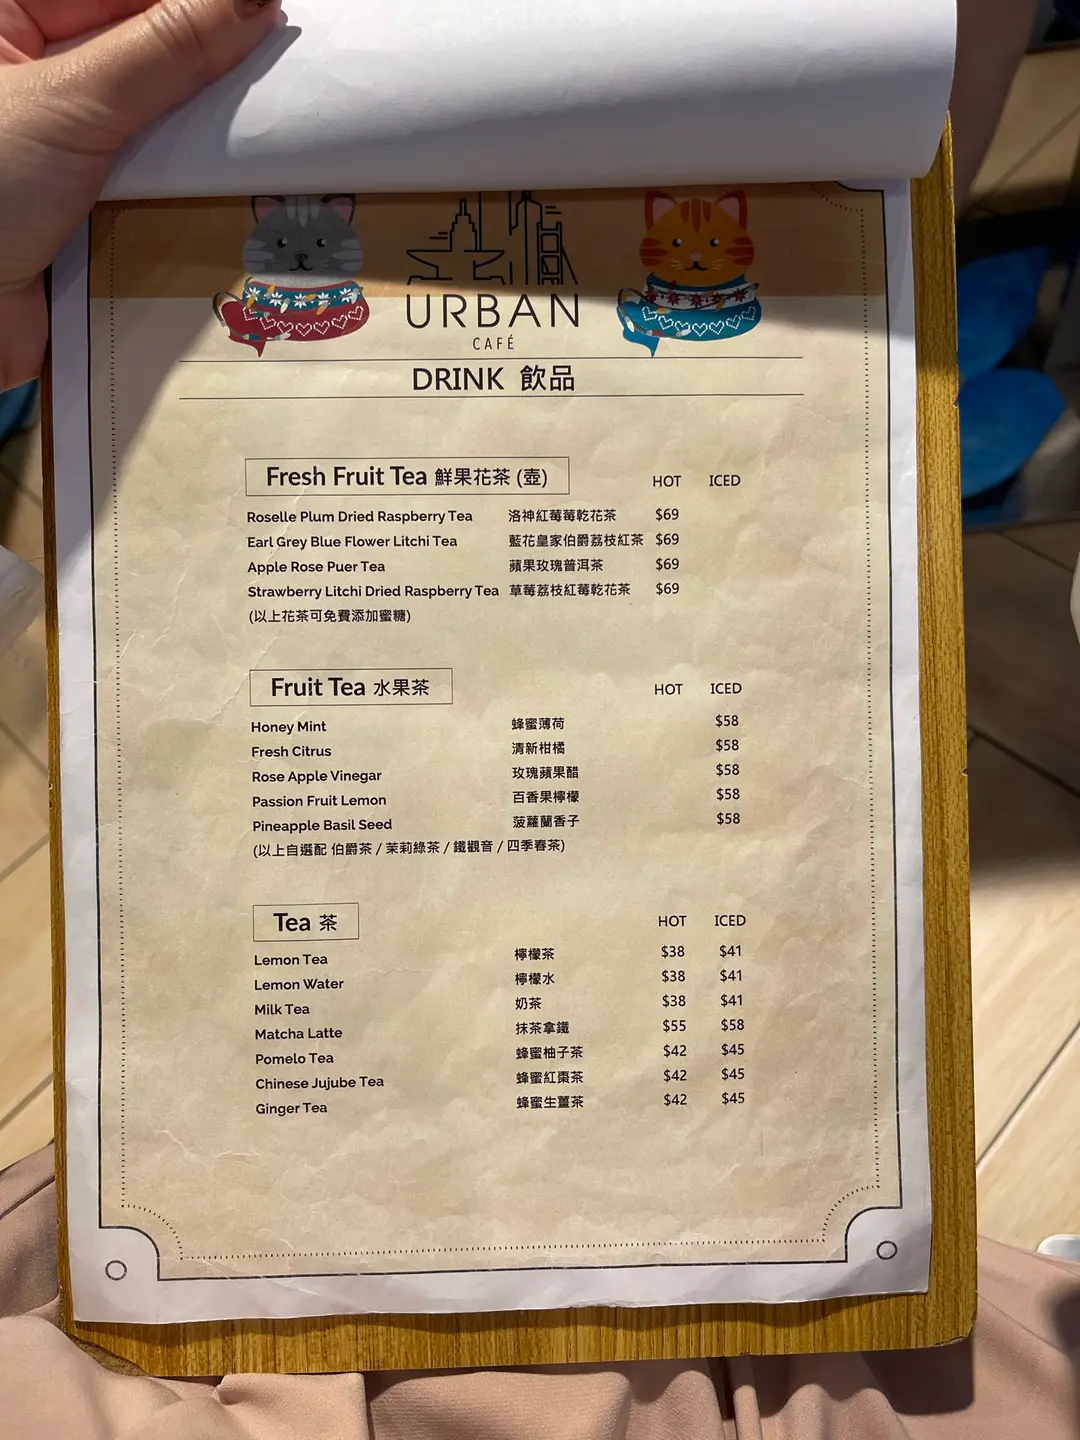 URBAN
CAFÉ
DRINK 飲品
Fresh Fruit Tea 鮮果花茶 (壺) HOT ICED
Roselle Plum Dried Raspberry Tea 洛神紅莓莓乾花茶 $69
Earl Grey Blue Flower Litchi Tea 藍花皇家伯爵荔枝紅茶 $69
Apple Rose Puer Tea 蘋果玫瑰普洱茶 $69
Strawberry Litchi Dried Raspberry Tea 草莓荔枝紅莓乾花茶 $69
(以上花茶可免費添加蜜糖)
Fruit Tea 水果茶 HOT ICED
Honey Mint 蜂蜜薄荷 $58
Fresh Citrus 清新柑橘 $58
Rose Apple Vinegar 玫瑰蘋果醋 $58
Passion Fruit Lemon 百香果檸檬 $58
Pineapple Basil Seed 菠蘿蘭香子 $58
(以上自選配 伯爵茶 / 茉莉綠茶 / 鐵觀音 / 四季春茶)
Tea 茶 HOT ICED
Lemon Tea 檸檬茶 $38 $41
Lemon Water 檸檬水 $38 $41
Milk Tea 奶茶 $38 $41
Matcha Latte 抹茶拿鐵 $55 $58
Pomelo Tea 蜂蜜柚子茶 $42 $45
Chinese Jujube Tea 蜂蜜紅棗茶 $42 $45
Ginger Tea 蜂蜜生薑茶 $42 $45